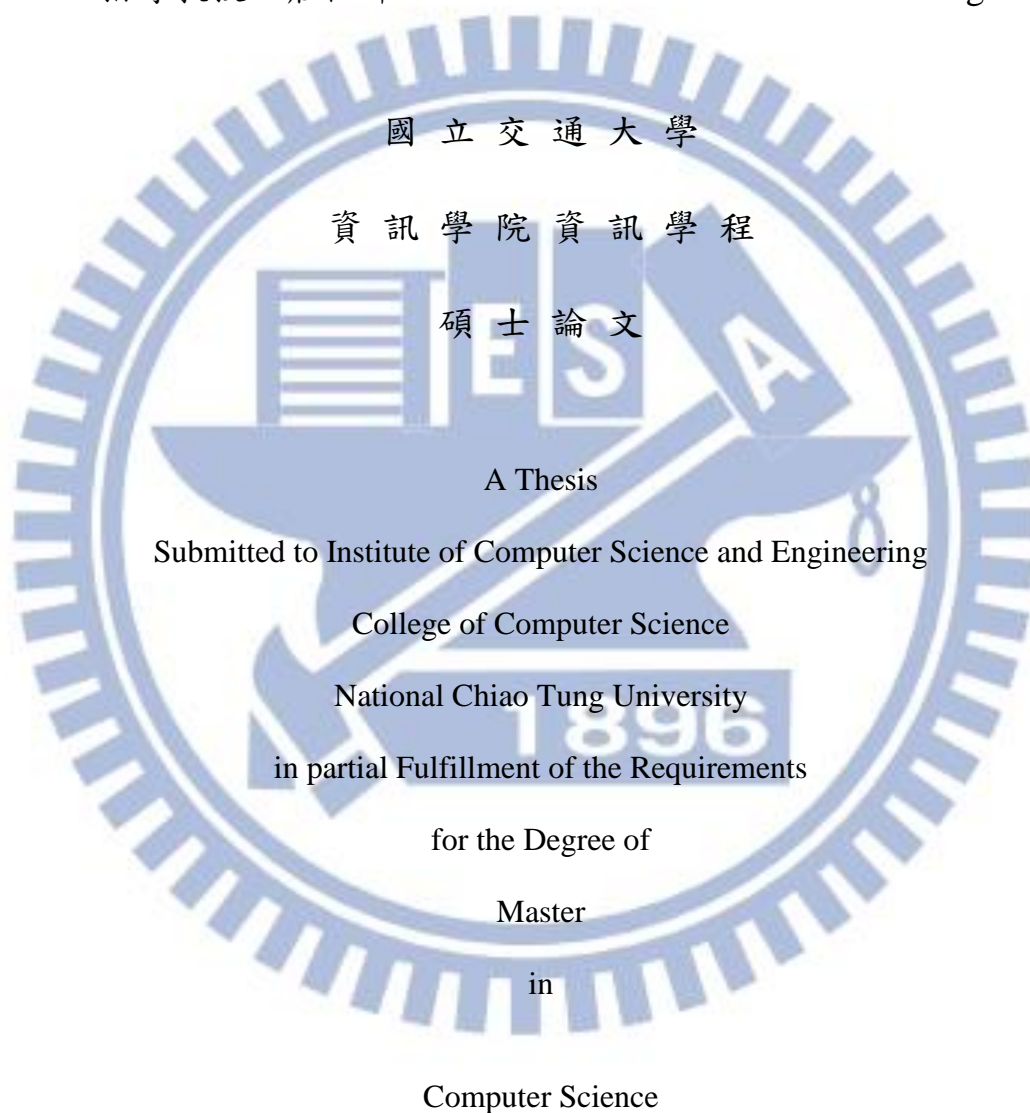 國立交通大學
資訊學院資訊學程
碩士論文
E S A
A Thesis
Submitted to Institute of Computer Science and Engineering
College of Computer Science
National Chiao Tung University
1896
in partial Fulfillment of the Requirements
for the Degree of
Master
in
Computer Science